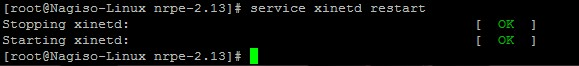 [root@Nagiso-Linux nrpe-2.13]# service xinetd restart
Stopping xinetd:                                           [  OK  ]
Starting xinetd:                                           [  OK  ]
[root@Nagiso-Linux nrpe-2.13]#